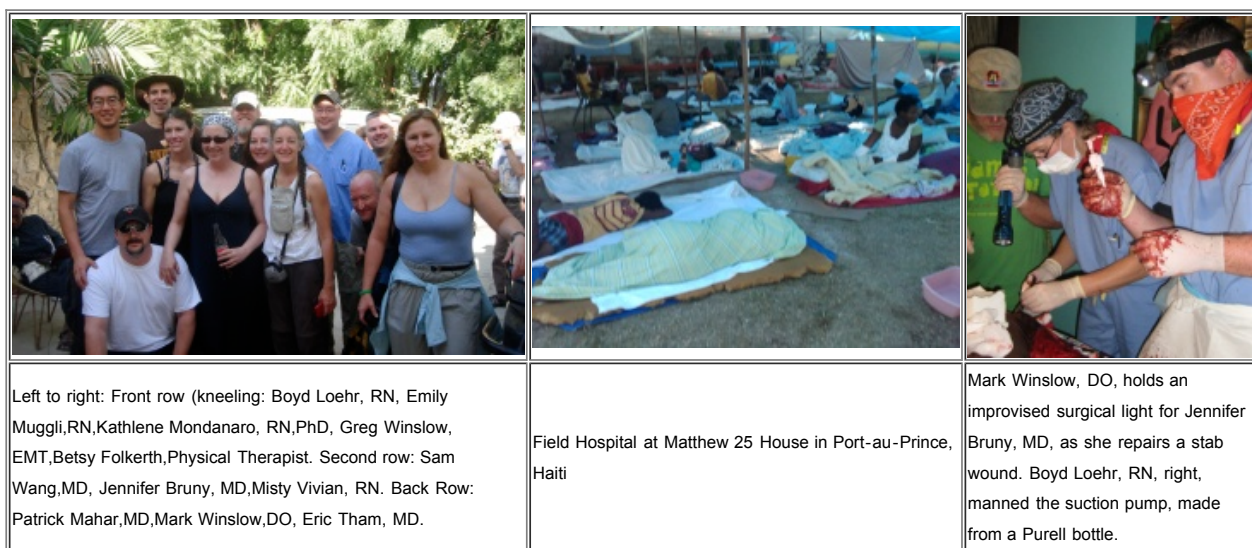 Left to right: Front row (kneeling: Boyd Loehr, RN, Emily
Muggli,RN,Kathlene Mondanaro, RN,PhD, Greg Winslow,
EMT,Betsy Folkerth,Physical Therapist. Second row: Sam
Wang,MD, Jennifer Bruny, MD,Misty Vivian, RN. Back Row:
Patrick Mahar,MD,Mark Winslow,DO, Eric Tham, MD.
Field Hospital at Matthew 25 House in Port-au-Prince,
Haiti
Mark Winslow, DO, holds an
improvised surgical light for Jennifer
Bruny, MD, as she repairs a stab
wound. Boyd Loehr, RN, right,
manned the suction pump, made
from a Purell bottle.